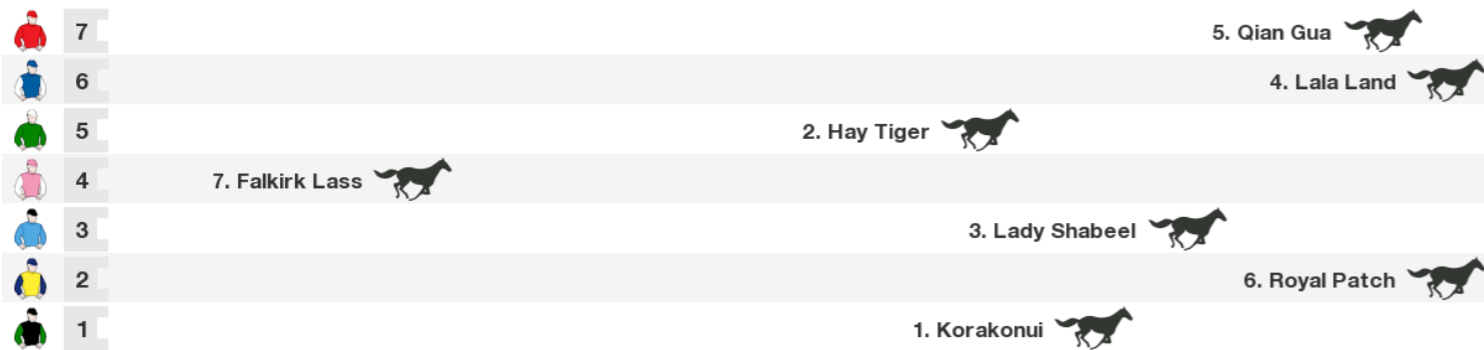 7 5. Qian Gua
6 4. Lala Land
5 2. Hay Tiger
4 7. Falkirk Lass
3 3. Lady Shabeel
2 6. Royal Patch
1 1. Korakonui